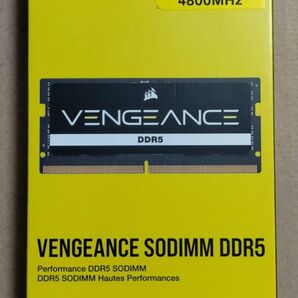 4800MHz
VENGEANCE
DDR5
VENGEANCE SODIMM DDR5
Performance DDR5 SODIMM
DDR5 SODIMM Hautes Performances